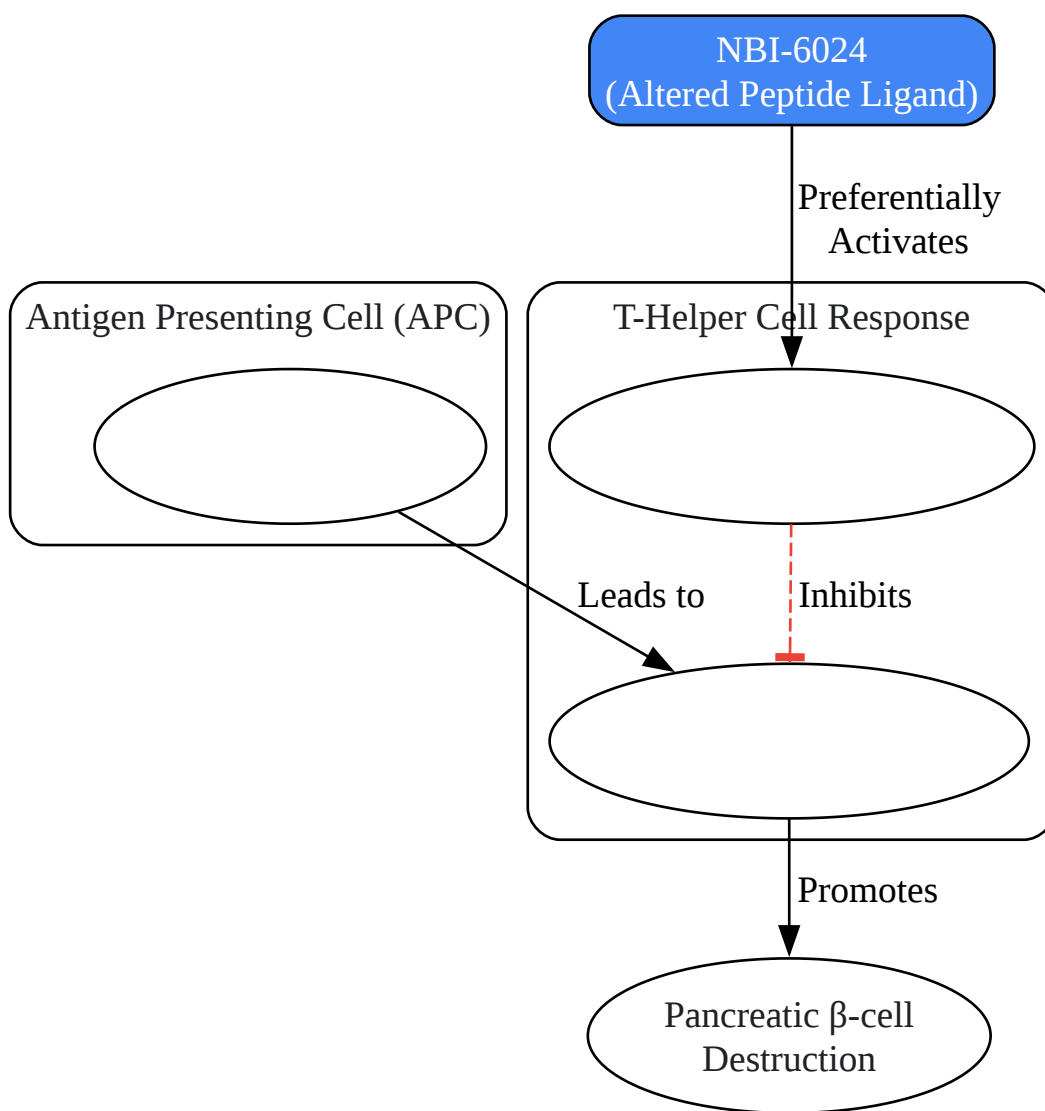 NBI-6024
(Altered Peptide Ligand)
Preferentially
Activates
Antigen Presenting Cell (APC)
T-Helper Cell Response
Leads to
Inhibits
Promotes
Pancreatic β-cell
Destruction